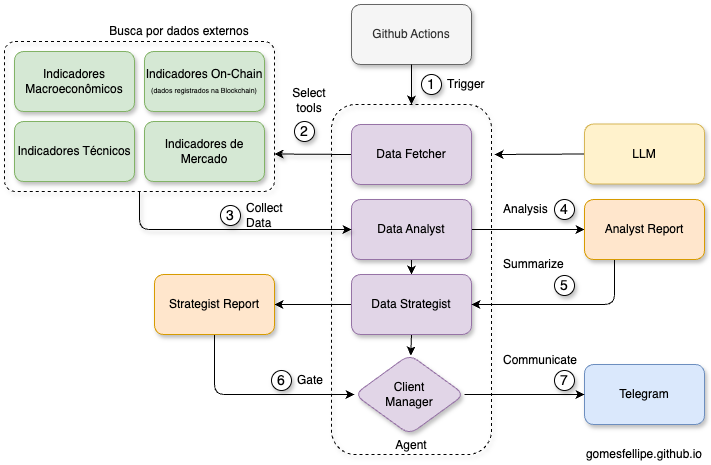 Busca por dados externos
Github Actions
Indicadores
Macroeconômicos
Indicadores On-Chain
(dados registrados na Blockchain)
Indicadores Técnicos
Indicadores de
Mercado
1
Trigger
Select
tools
2
Data Fetcher
LLM
3
Collect
Data
Data Analyst
Analysis
4
Analyst Report
Summarize
5
Strategist Report
Data Strategist
6
Gate
Client
Manager
Communicate
7
Telegram
Agent
gomesfellipe.github.io